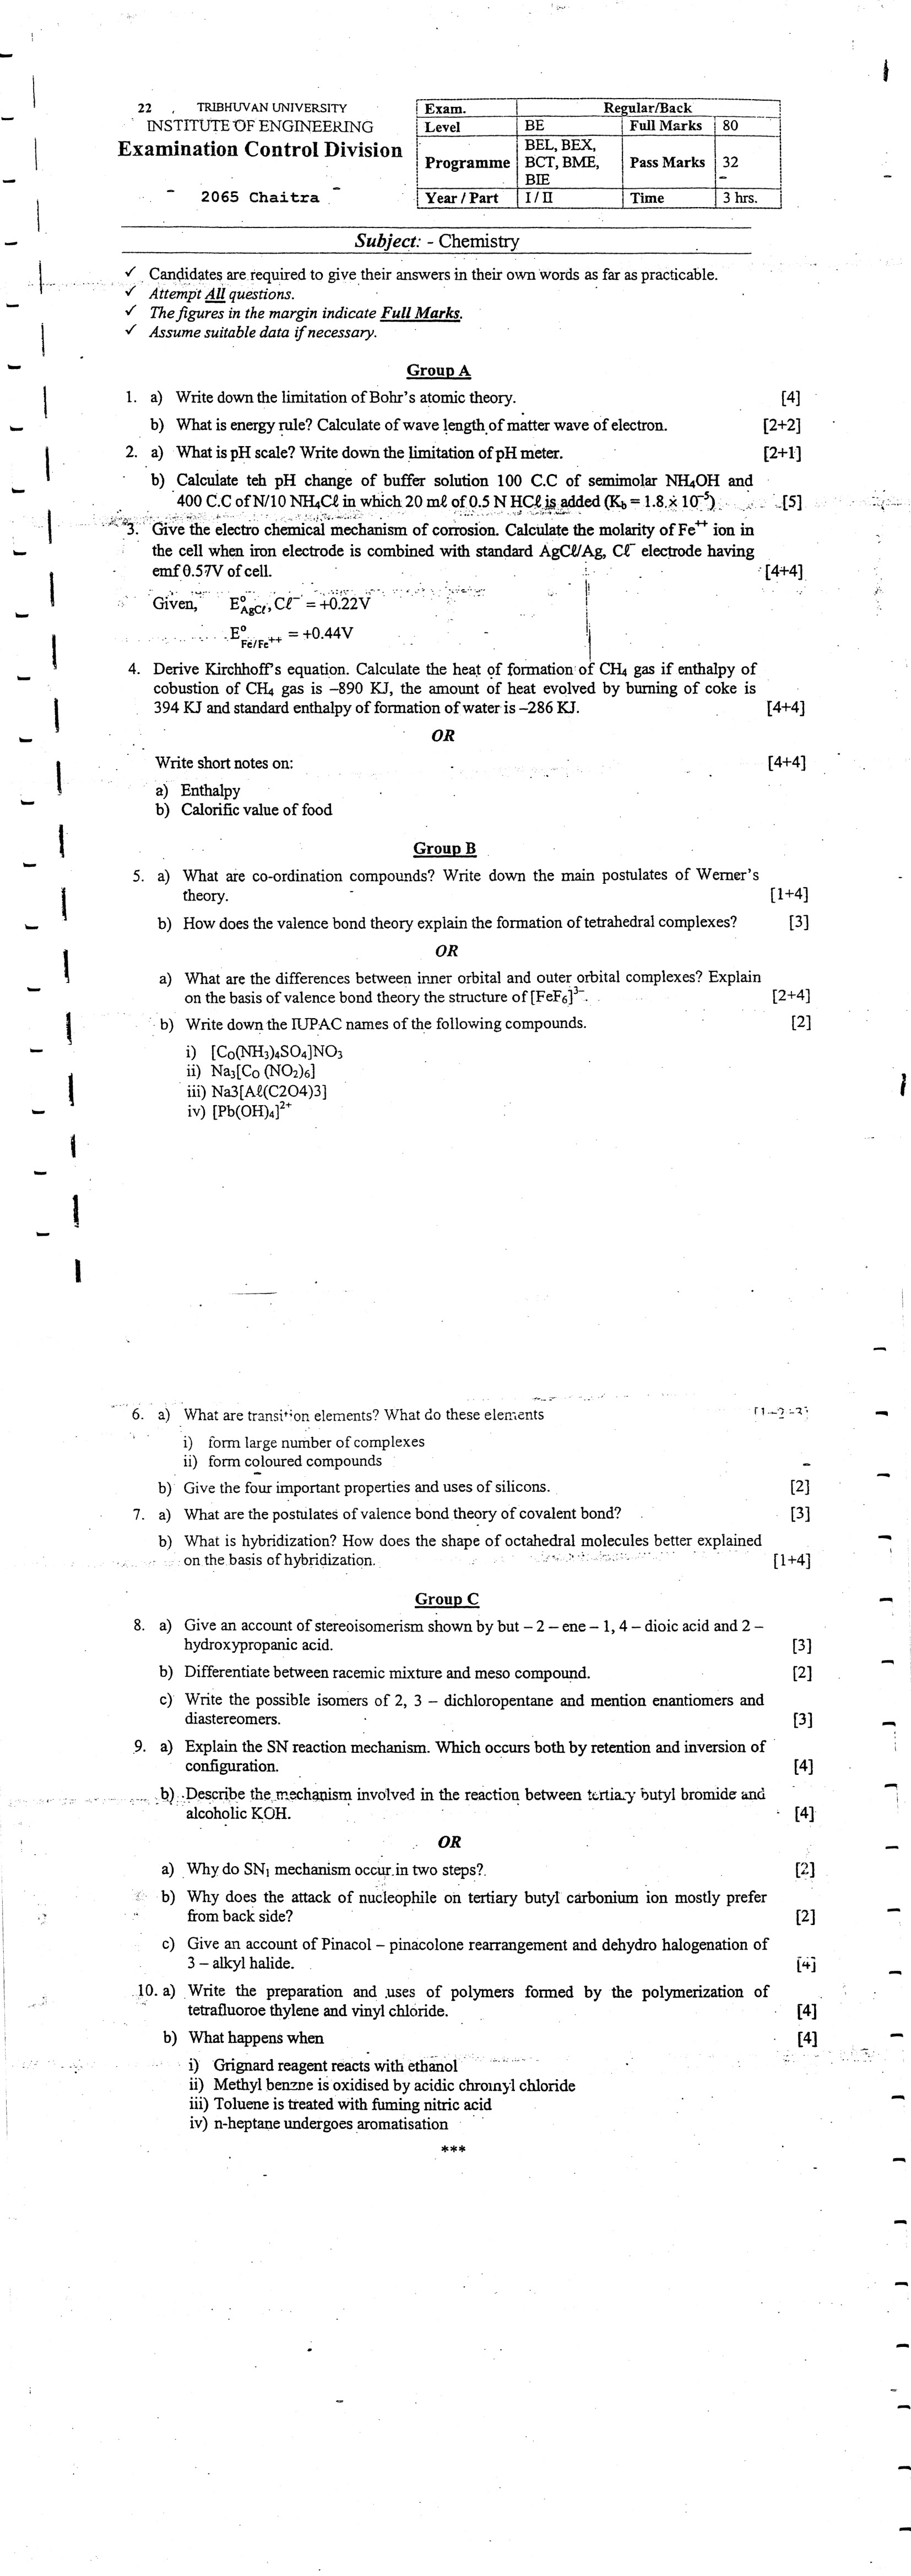 22 TRIBHUVAN UNIVERSITY
INSTITUTE OF ENGINEERING
Examination Control Division
2065 Chaitra
Exam. Regular/Back
Level BE Full Marks 80
Programme BEL, BEX, BCT, BME, BIE Pass Marks 32
Year / Part I / II Time 3 hrs.
Subject: - Chemistry
✓ Candidates are required to give their answers in their own words as far as practicable.
✓ Attempt All questions.
✓ The figures in the margin indicate Full Marks.
✓ Assume suitable data if necessary.
Group A
1. a) Write down the limitation of Bohr's atomic theory. [4]
b) What is energy rule? Calculate of wave length of matter wave of electron. [2+2]
2. a) What is pH scale? Write down the limitation of pH meter. [2+1]
b) Calculate teh pH change of buffer solution 100 C.C of semimolar NH₄OH and
400 C.C of N/10 NH₄Cℓ in which 20 mℓ of 0.5 N HCℓ is added (K_b = 1.8 x 10⁻⁵) [5]
3. Give the electro chemical mechanism of corrosion. Calculate the molarity of Fe⁺⁺ ion in
the cell when iron electrode is combined with standard AgCℓ/Ag, Cℓ⁻ electrode having
emf 0.57V of cell. [4+4]
Given, E°AgCℓ, Cℓ⁻ = +0.22V
E°Fe/Fe⁺⁺ = +0.44V
4. Derive Kirchhoff's equation. Calculate the heat of formation of CH₄ gas if enthalpy of
cobustion of CH₄ gas is –890 KJ, the amount of heat evolved by burning of coke is
394 KJ and standard enthalpy of formation of water is –286 KJ. [4+4]
OR
Write short notes on: [4+4]
a) Enthalpy
b) Calorific value of food
Group B
5. a) What are co-ordination compounds? Write down the main postulates of Werner's
theory. [1+4]
b) How does the valence bond theory explain the formation of tetrahedral complexes? [3]
OR
a) What are the differences between inner orbital and outer orbital complexes? Explain
on the basis of valence bond theory the structure of [FeF₆]³⁻. [2+4]
b) Write down the IUPAC names of the following compounds. [2]
i) [Co(NH₃)₄SO₄]NO₃
ii) Na₃[Co (NO₂)₆]
iii) Na3[Aℓ(C2O4)3]
iv) [Pb(OH)₄]²⁺
6. a) What are transition elements? What do these elements
i) form large number of complexes
ii) form coloured compounds
b) Give the four important properties and uses of silicons. [2]
7. a) What are the postulates of valence bond theory of covalent bond? [3]
b) What is hybridization? How does the shape of octahedral molecules better explained
on the basis of hybridization. [1+4]
Group C
8. a) Give an account of stereoisomerism shown by but – 2 – ene – 1, 4 – dioic acid and 2 –
hydroxypropanic acid. [3]
b) Differentiate between racemic mixture and meso compound. [2]
c) Write the possible isomers of 2, 3 – dichloropentane and mention enantiomers and
diastereomers. [3]
9. a) Explain the SN reaction mechanism. Which occurs both by retention and inversion of
configuration. [4]
b) Describe the mechanism involved in the reaction between tertiary butyl bromide and
alcoholic KOH. [4]
OR
a) Why do SN₁ mechanism occur in two steps? [2]
b) Why does the attack of nucleophile on tertiary butyl carbonium ion mostly prefer
from back side? [2]
c) Give an account of Pinacol – pinacolone rearrangement and dehydro halogenation of
3 – alkyl halide. [4]
10. a) Write the preparation and uses of polymers formed by the polymerization of
tetrafluoroe thylene and vinyl chloride. [4]
b) What happens when [4]
i) Grignard reagent reacts with ethanol
ii) Methyl benzne is oxidised by acidic chromyl chloride
iii) Toluene is treated with fuming nitric acid
iv) n-heptane undergoes aromatisation
***